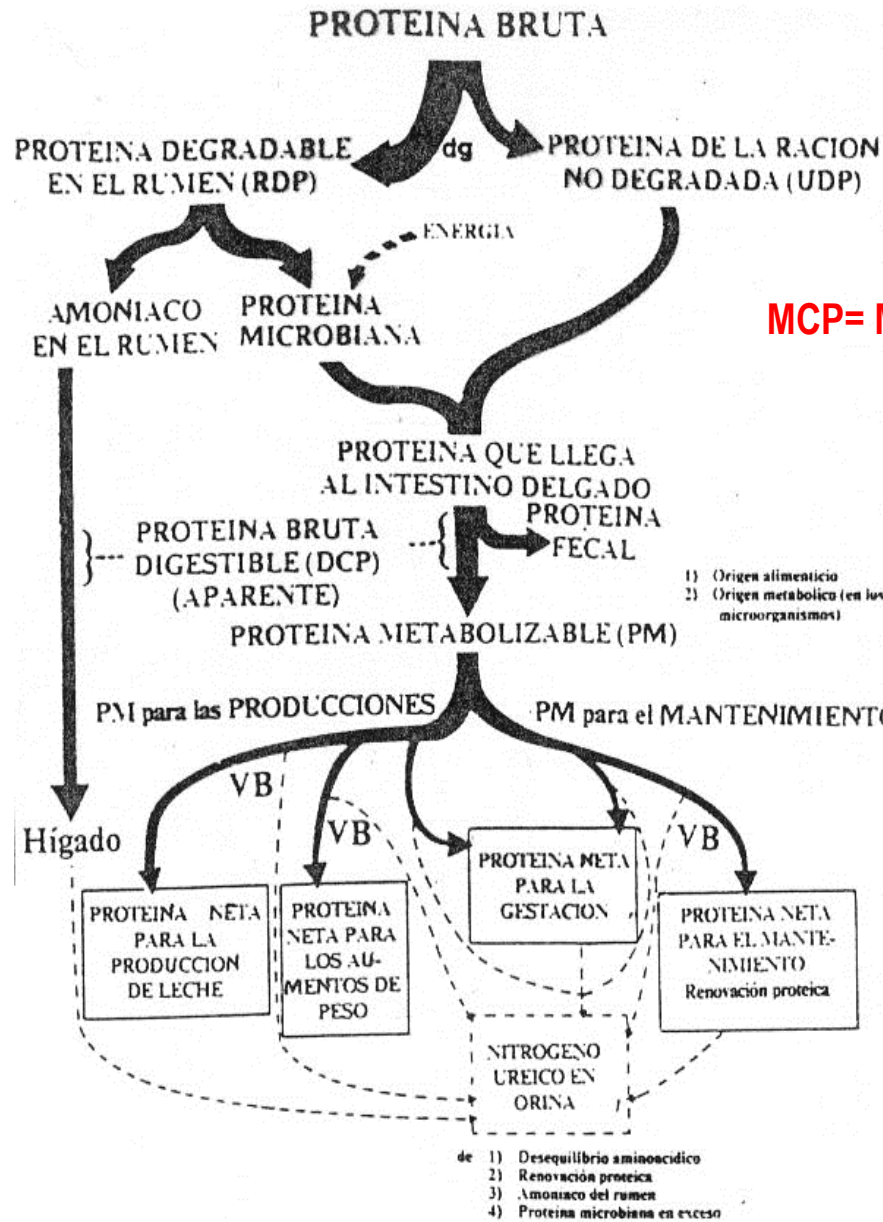 PROTEINA BRUTA
PROTEINA DEGRADABLE
EN EL RUMEN (RDP)
dg
PROTEINA DE LA RACION
NO DEGRADADA (UDP)
ENERGIA
AMONIACO
EN EL RUMEN
PROTEINA
MICROBIANA
MCP=
PROTEINA QUE LLEGA
AL INTESTINO DELGADO
PROTEINA BRUTA
DIGESTIBLE (DCP)
(APARENTE)
PROTEINA
FECAL
1) Origen alimenticio
2) Origen metabolico (en los
microorganismos)
PROTEINA METABOLIZABLE (PM)
PM para las PRODUCCIONES
PM para el MANTENIMIENTO
VB
VB
VB
Hígado
PROTEINA NETA
PARA LA
PRODUCCION
DE LECHE
PROTEINA
NETA PARA
LOS AU-
MENTOS DE
PESO
PROTEINA NETA
PARA LA
GESTACION
PROTEINA NETA
PARA EL MANTE-
NIMIENTO
Renovación proteica
NITROGENO
UREICO EN
ORINA
de 1) Desequilibrio aminoacidico
2) Renovación proteica
3) Amoniaco del rumen
4) Proteina microbiana en exceso